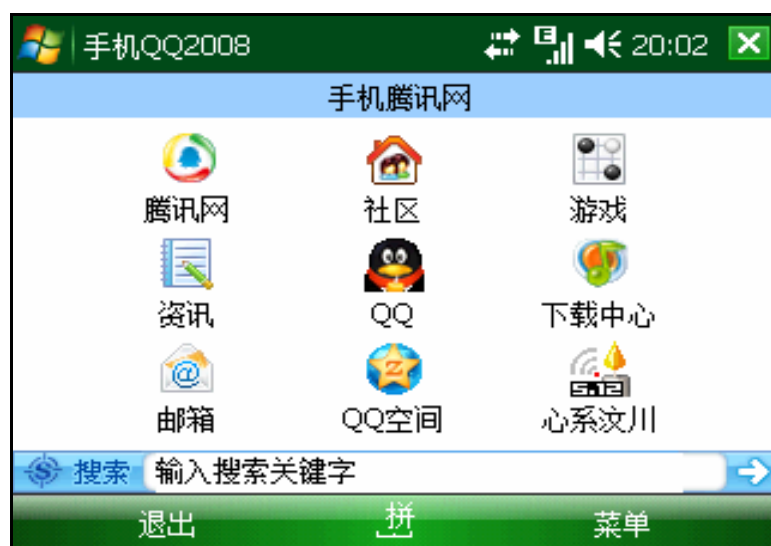 手机QQ2008 E 20:02
手机腾讯网
腾讯网 社区 游戏
资讯 QQ 下载中心
邮箱 QQ空间 心系汶川
搜索 输入搜索关键字
退出 拼 菜单